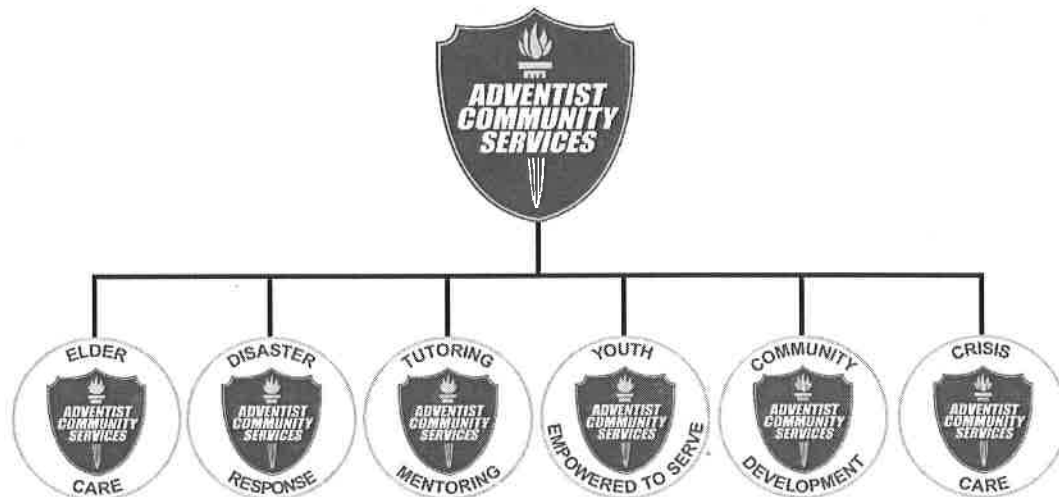 ADVENTIST
COMMUNITY
SERVICES
ELDER
ADVENTIST
COMMUNITY
SERVICES
CARE
DISASTER
ADVENTIST
COMMUNITY
SERVICES
RESPONSE
TUTORING
ADVENTIST
COMMUNITY
SERVICES
MENTORING
YOUTH
ADVENTIST
COMMUNITY
SERVICES
EMPOWERED TO SERVE
COMMUNITY
ADVENTIST
COMMUNITY
SERVICES
DEVELOPMENT
CRISIS
ADVENTIST
COMMUNITY
SERVICES
CARE